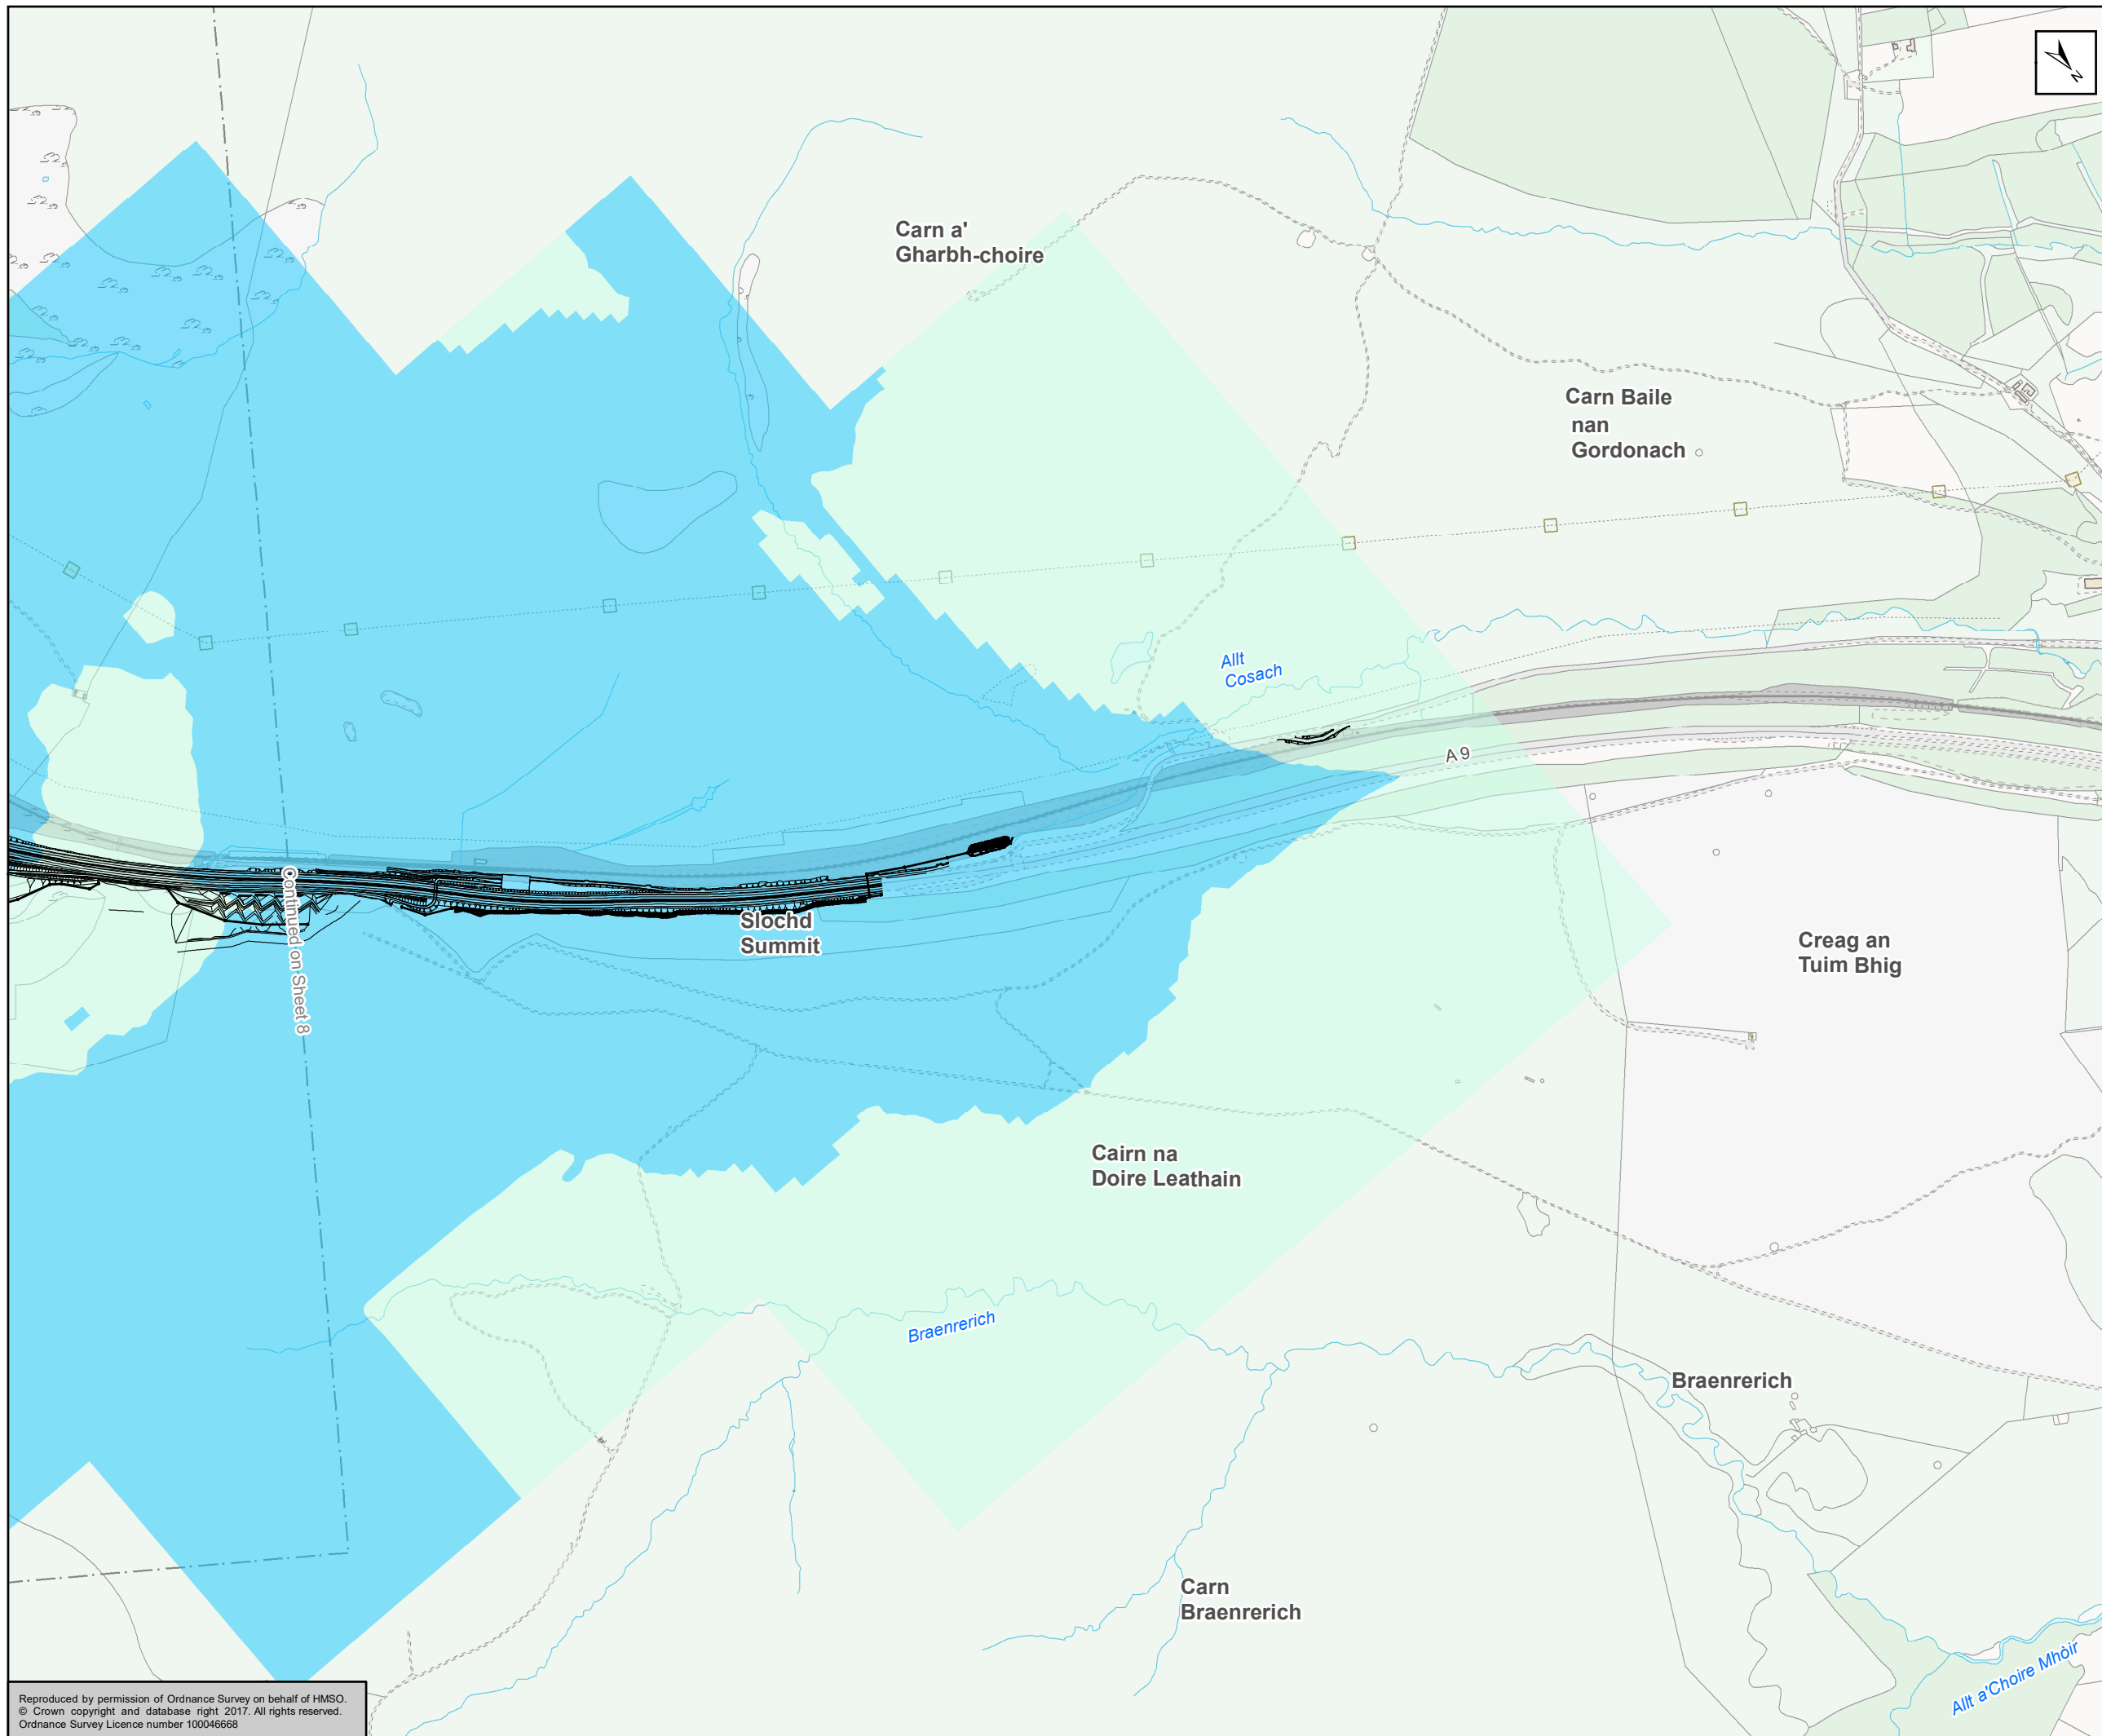 N
Carn a'
Gharbh-choire
Carn Baile
nan
Gordonach
Allt
Cosach
A 9
Slochd
Summit
Continued on Sheet 8
Creag an
Tuim Bhig
Cairn na
Doire Leathain
Braenrerich
Braenrerich
Carn
Braenrerich
Allt a'Choire Mhòir
Reproduced by permission of Ordnance Survey on behalf of HMSO.
© Crown copyright and database right 2017. All rights reserved.
Ordnance Survey Licence number 100046668